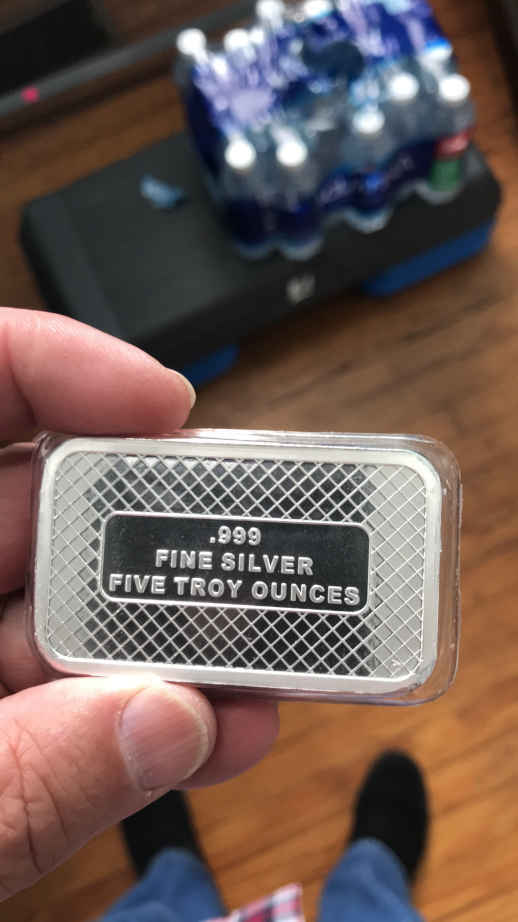 .999
FINE SILVER
FIVE TROY OUNCES